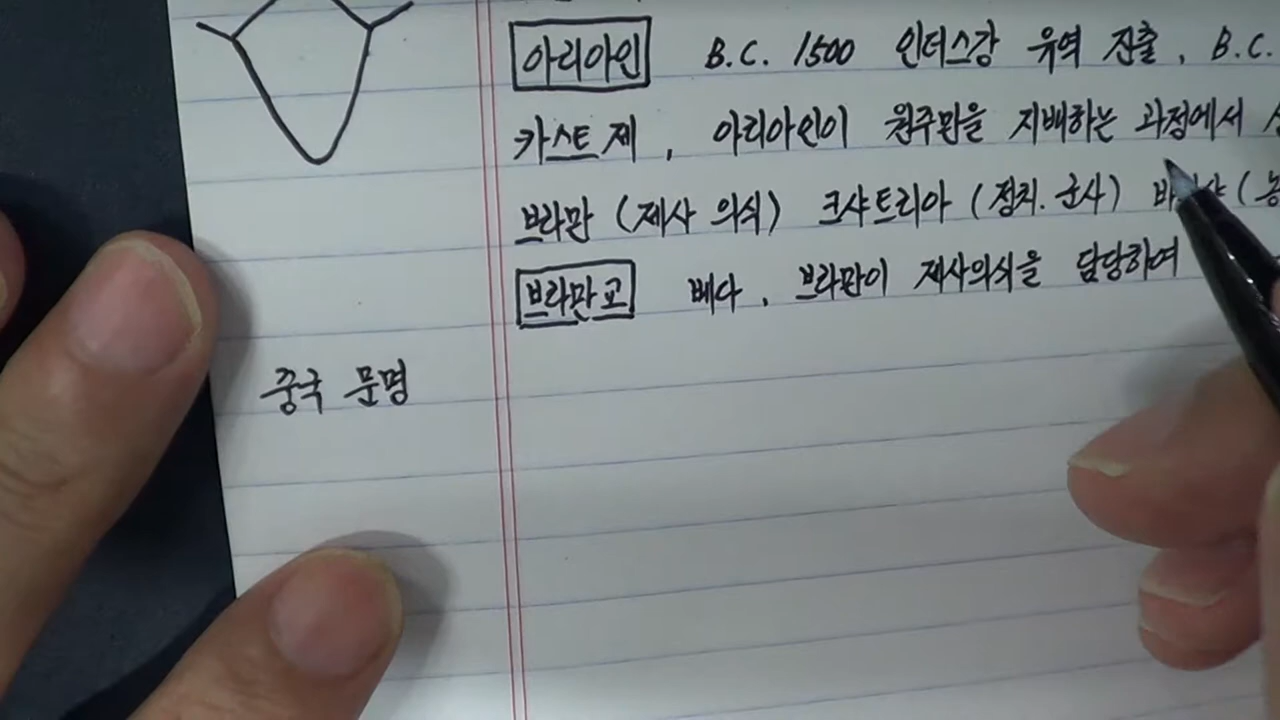 아리아인 B.C. 1500 인더스강 유역 진출, B.C.
카스트제, 아리아인이 원주민을 지배하는 과정에서
브라만 (제사 의식) 크샤트리아 (정치. 군사)
브라만교 베다, 브라만이 제사의식을 담당하여
중국 문명